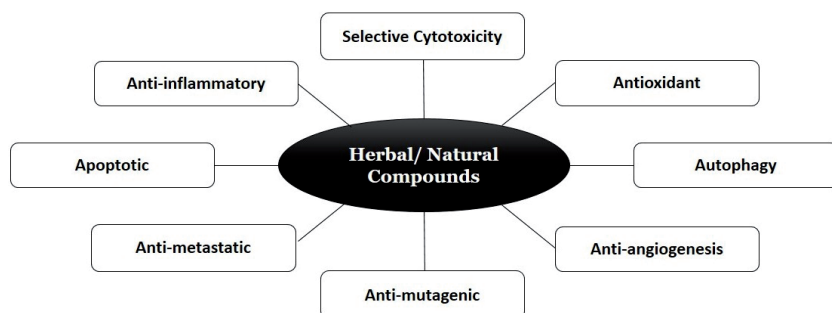 Selective Cytotoxicity
Anti-inflammatory
Antioxidant
Herbal/ Natural
Compounds
Apoptotic
Autophagy
Anti-metastatic
Anti-angiogenesis
Anti-mutagenic